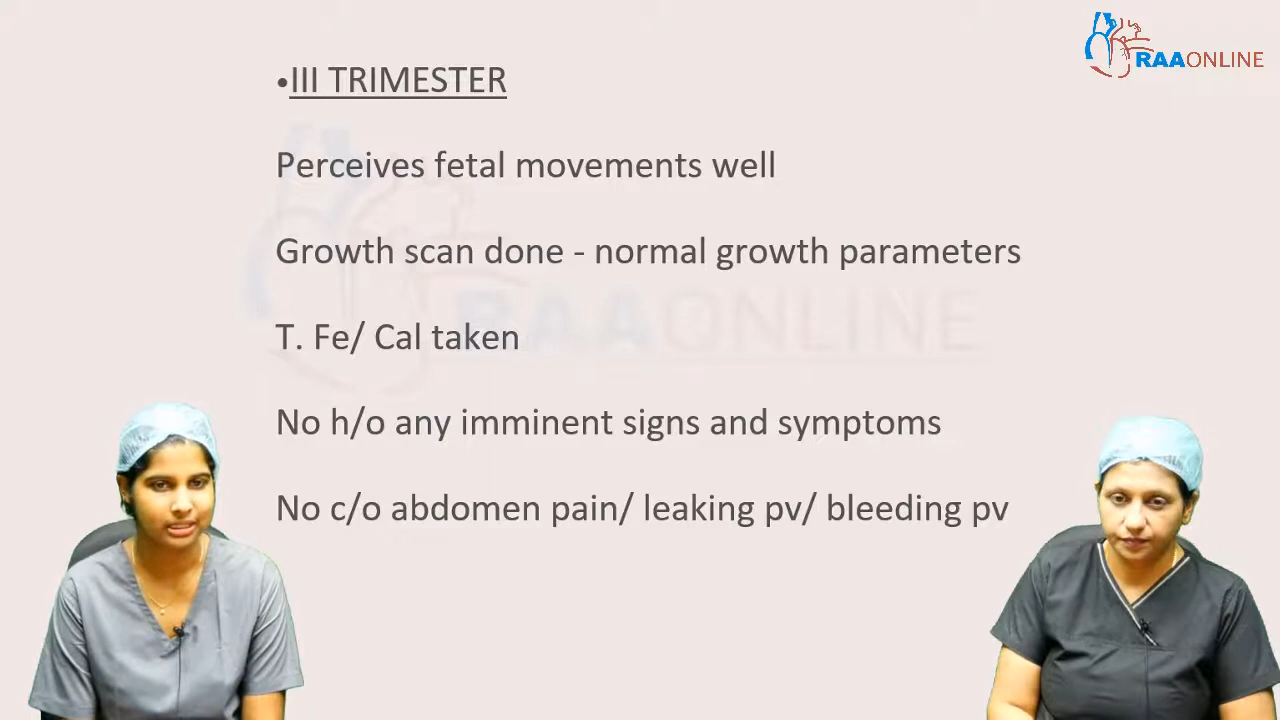 RAAONLINE
•III TRIMESTER
Perceives fetal movements well
Growth scan done - normal growth parameters
RAAONLINE
T. Fe/ Cal taken
No h/o any imminent signs and symptoms
No c/o abdomen pain/ leaking pv/ bleeding pv